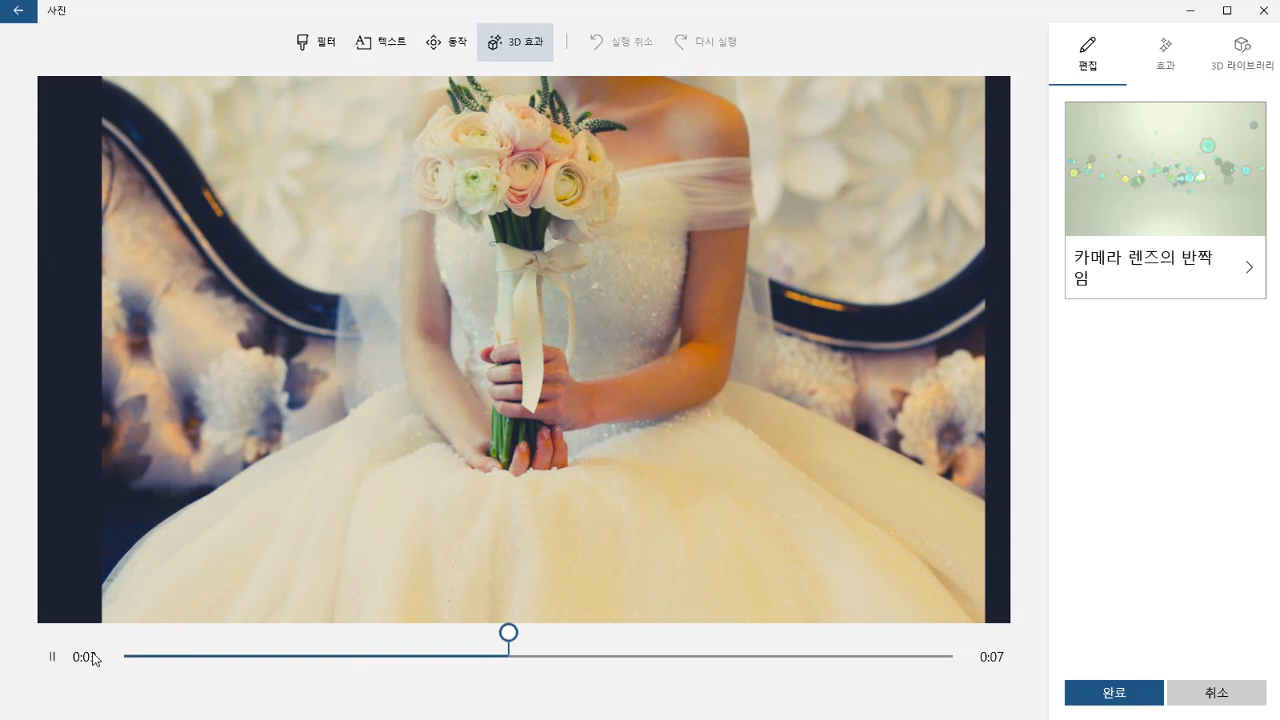 사진
필터
텍스트
동작
3D 효과
실행 취소
다시 실행
편집
효과
3D 라이브러리
카메라 렌즈의 반짝
임
0:07
완료
취소